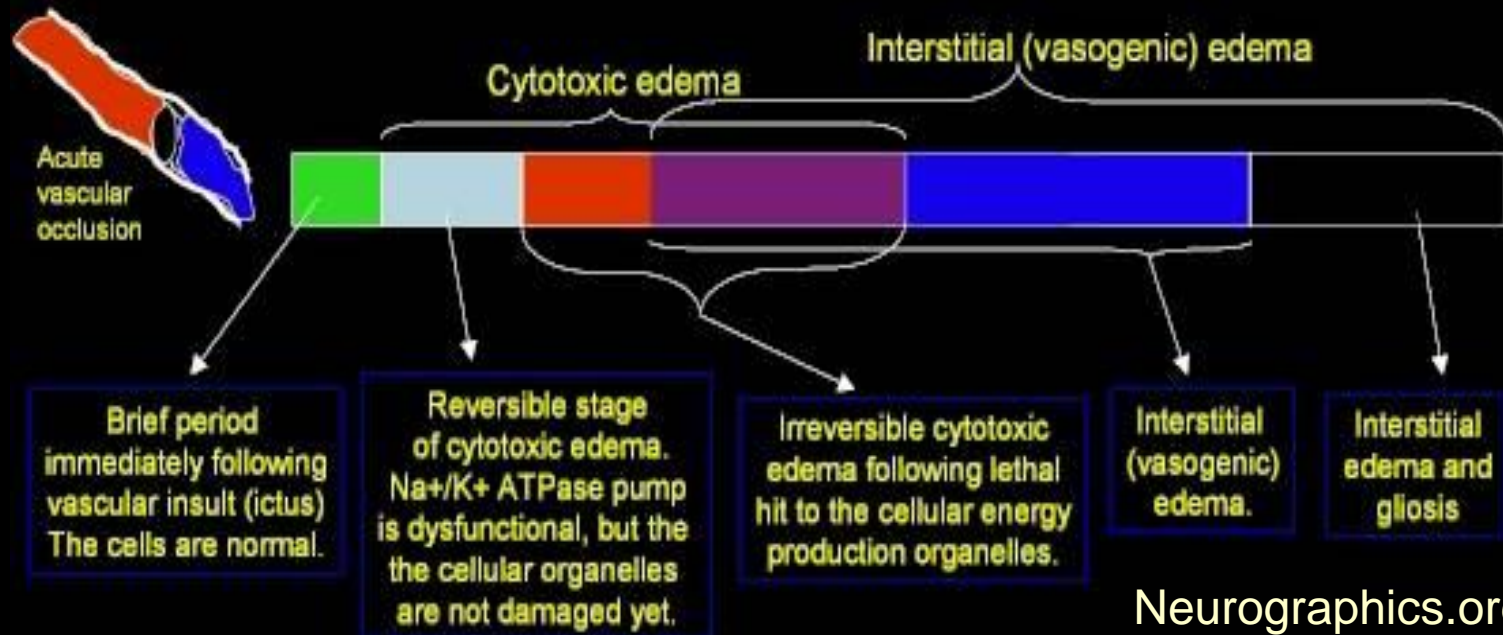 Interstitial (vasogenic) edema
Cytotoxic edema
Acute
vascular
occlusion
Brief period
immediately following
vascular insult (ictus)
The cells are normal.
Reversible stage
of cytotoxic edema.
Na+/K+ ATPase pump
is dysfunctional, but the
the cellular organelles
are not damaged yet.
Irreversible cytotoxic
edema following lethal
hit to the cellular energy
production organelles.
Interstitial
(vasogenic)
edema.
Interstitial
edema and
gliosis
Neurographics.or